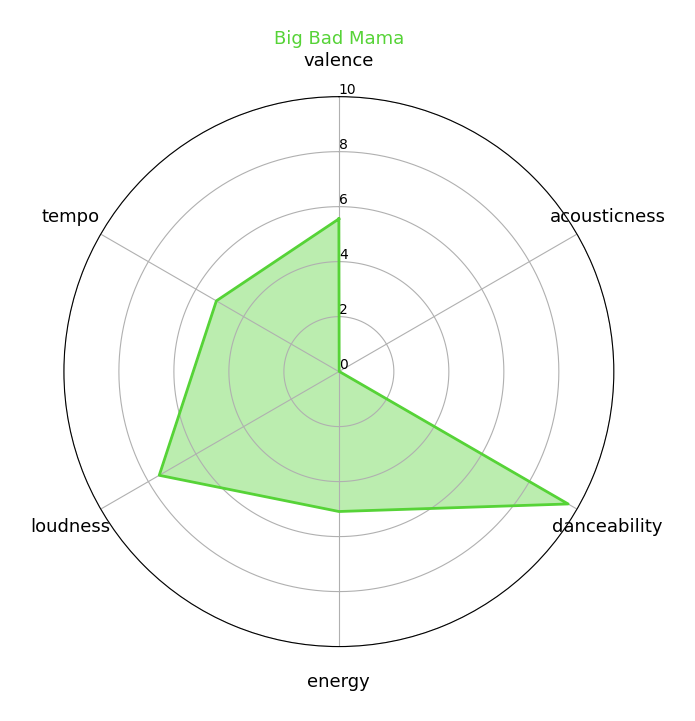 Big Bad Mama
valence
10
8
tempo
acousticness
6
4
2
0
loudness
danceability
energy